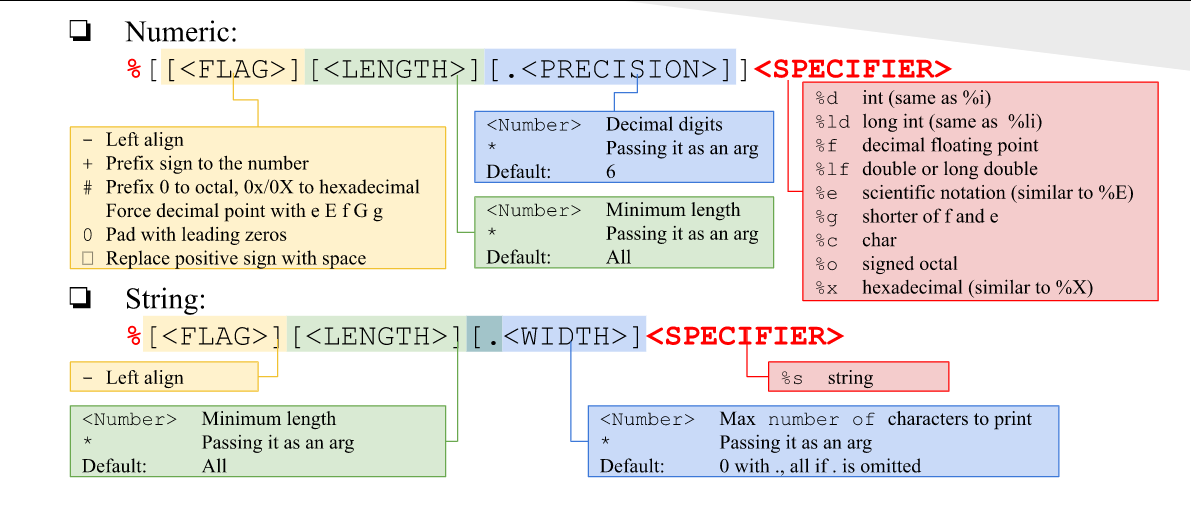 ❏ Numeric:
%[[<FLAG>][<LENGTH>][.<PRECISION>]]<SPECIFIER>
- Left align
+ Prefix sign to the number
# Prefix 0 to octal, 0x/0X to hexadecimal
Force decimal point with e E f G g
0 Pad with leading zeros
□ Replace positive sign with space
<Number> Decimal digits
* Passing it as an arg
Default: 6
<Number> Minimum length
* Passing it as an arg
Default: All
%d int (same as %i)
%ld long int (same as %li)
%f decimal floating point
%lf double or long double
%e scientific notation (similar to %E)
%g shorter of f and e
%c char
%o signed octal
%x hexadecimal (similar to %X)
❏ String:
%[<FLAG>][<LENGTH>][.<WIDTH>]<SPECIFIER>
- Left align
%s string
<Number> Minimum length
* Passing it as an arg
Default: All
<Number> Max number of characters to print
* Passing it as an arg
Default: 0 with ., all if . is omitted